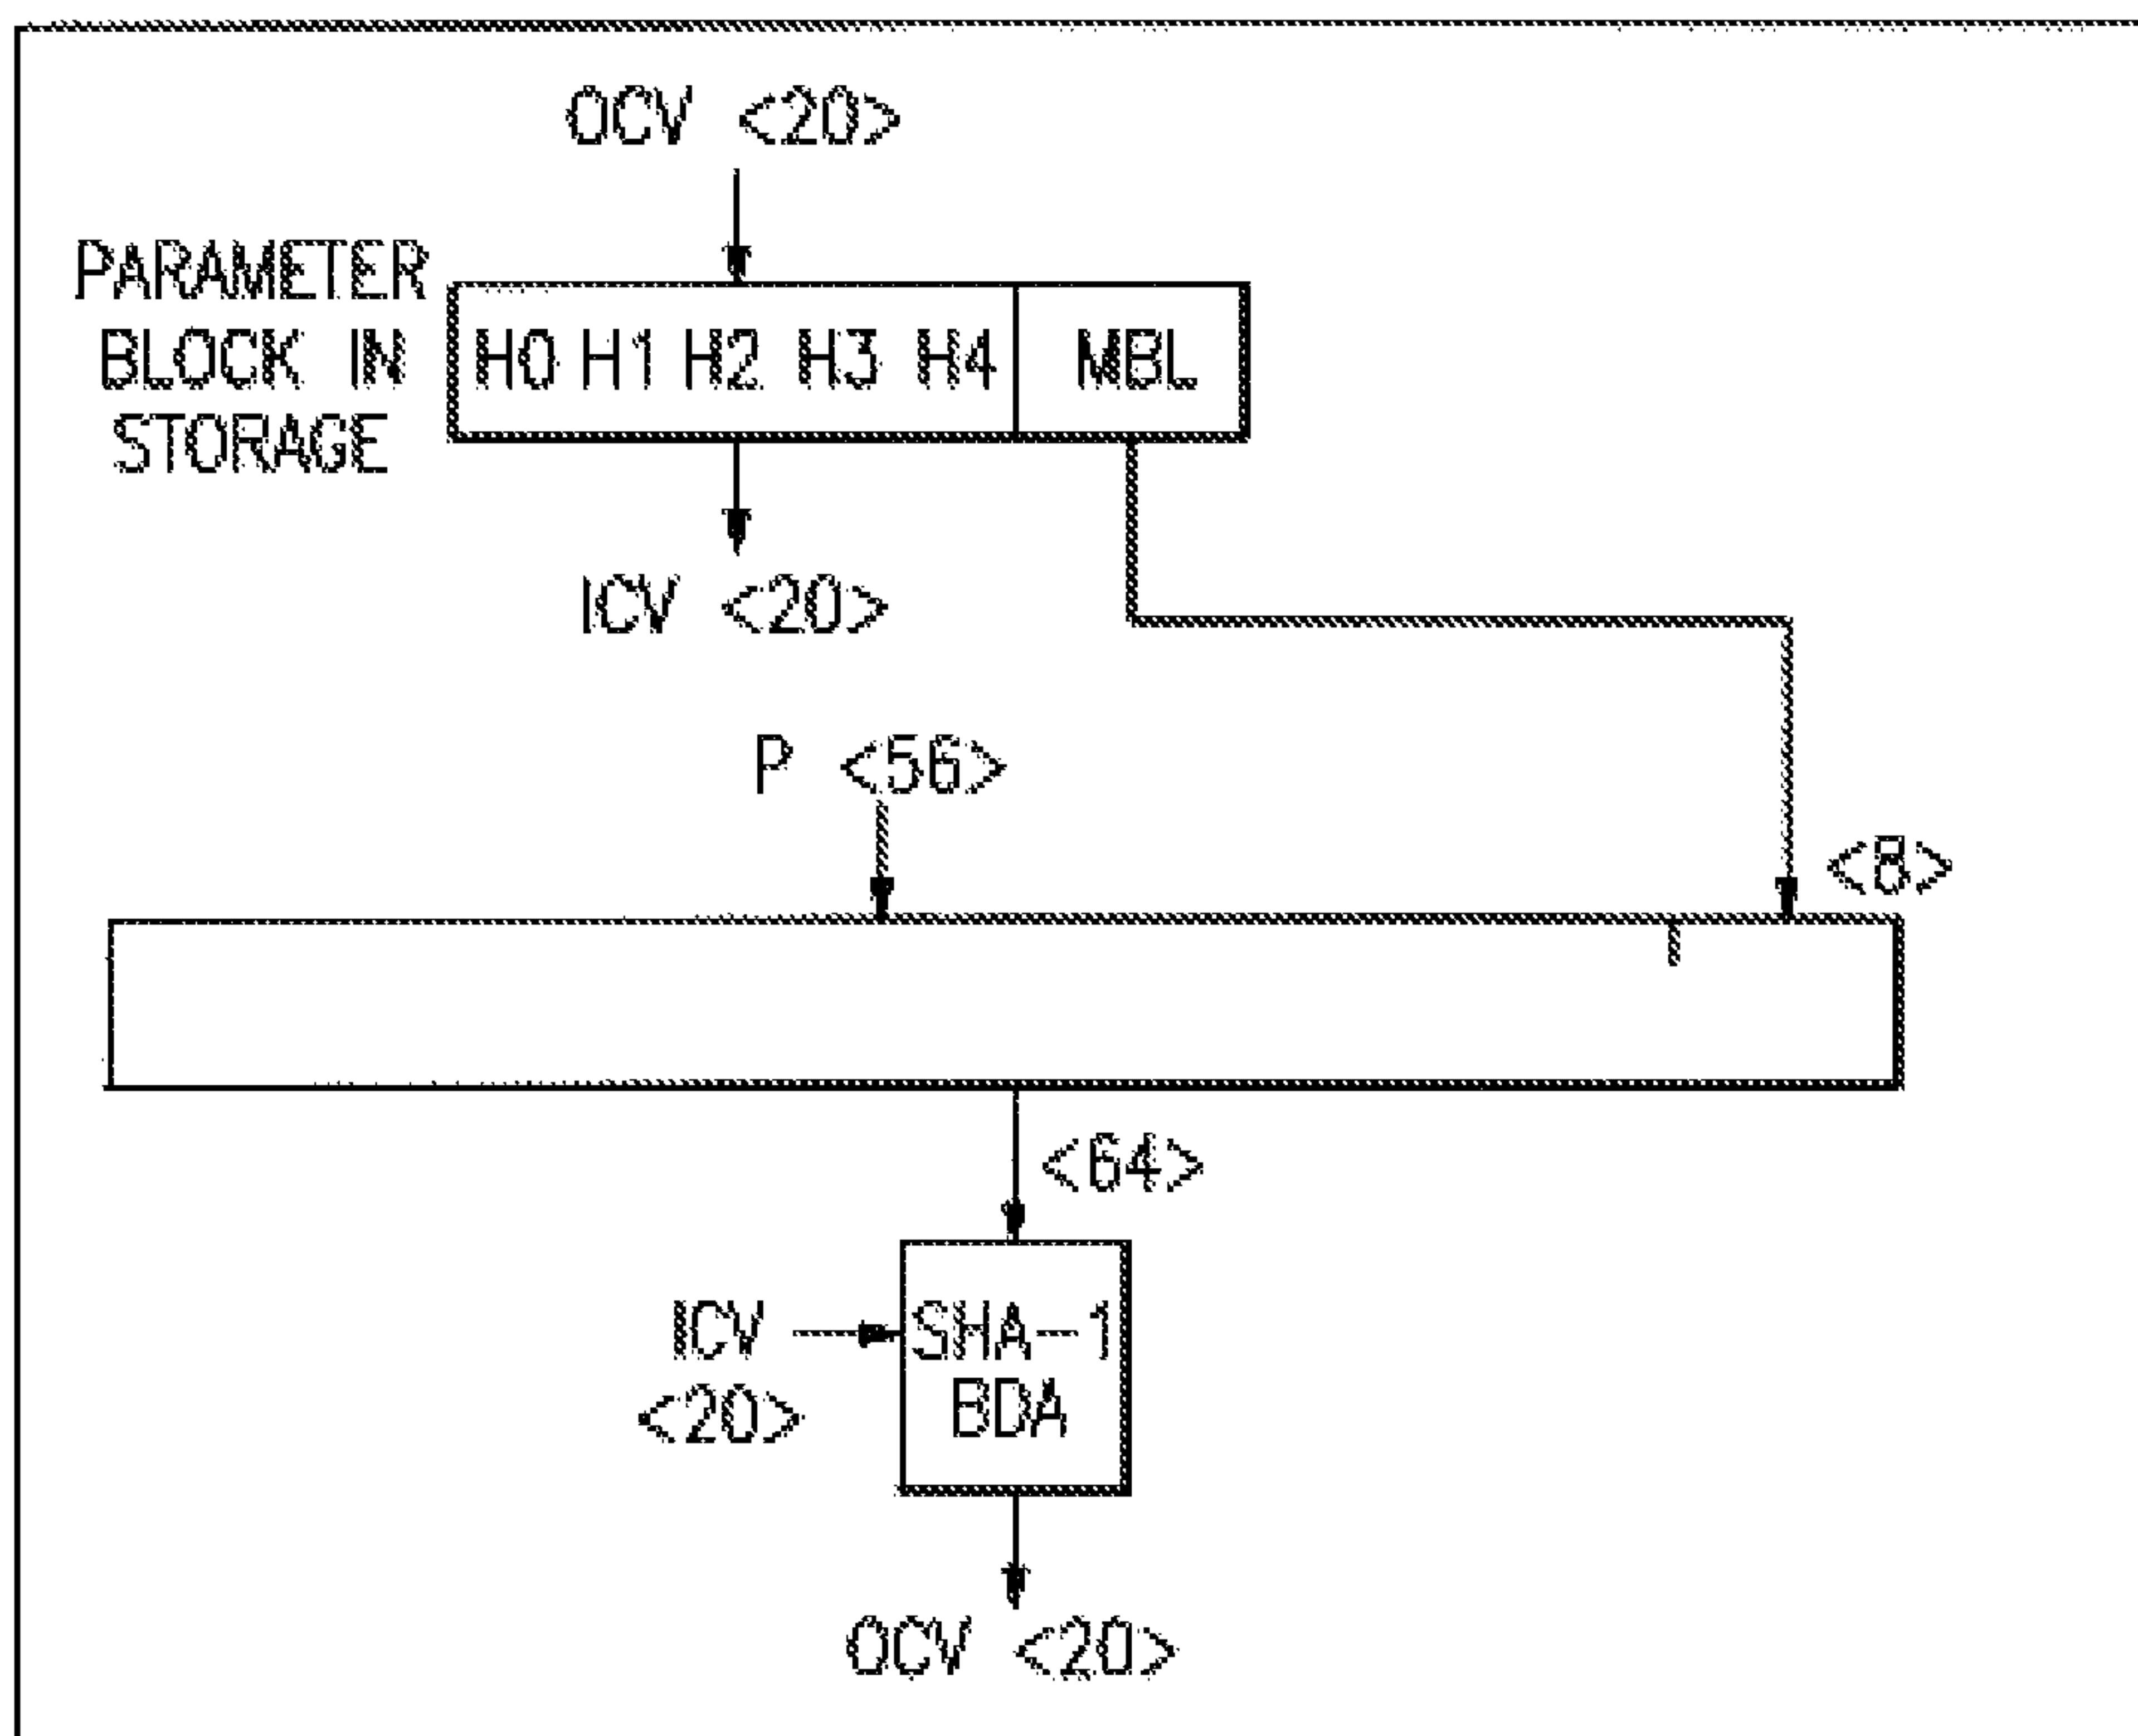 OCV <20>
PARAMETER
BLOCK IN
STORAGE
H0 H1 H2 H3 H4 MBL
ICV <20>
P <56>
<8>
<64>
ICV
<20>
SHA-1
BDA
OCV <20>